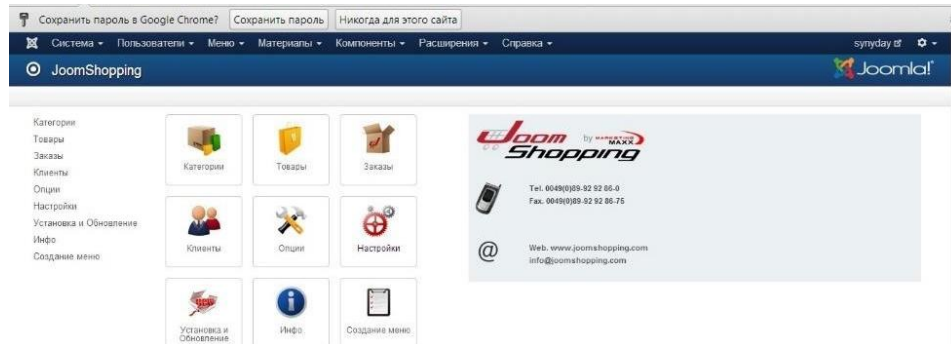 Сохранить пароль в Google Chrome? Сохранить пароль Никогда для этого сайта
Система Пользователи Меню Материалы Компоненты Расширения Справка synyday
JoomShopping Joomla!
Категории
Товары
Заказы
Клиенты
Опции
Настройки
Установка и Обновление
Инфо
Создание меню
Категории Товары Заказы
Клиенты Опции Настройки
Установка и
Обновление
Инфо Создание меню
Joom by MARKETING MAXX
Shopping
Tel. 0049(0)89-92 92 86-0
Fax. 0049(0)89-92 92 86-75
@
Web. www.joomshopping.com
info@joomshopping.com